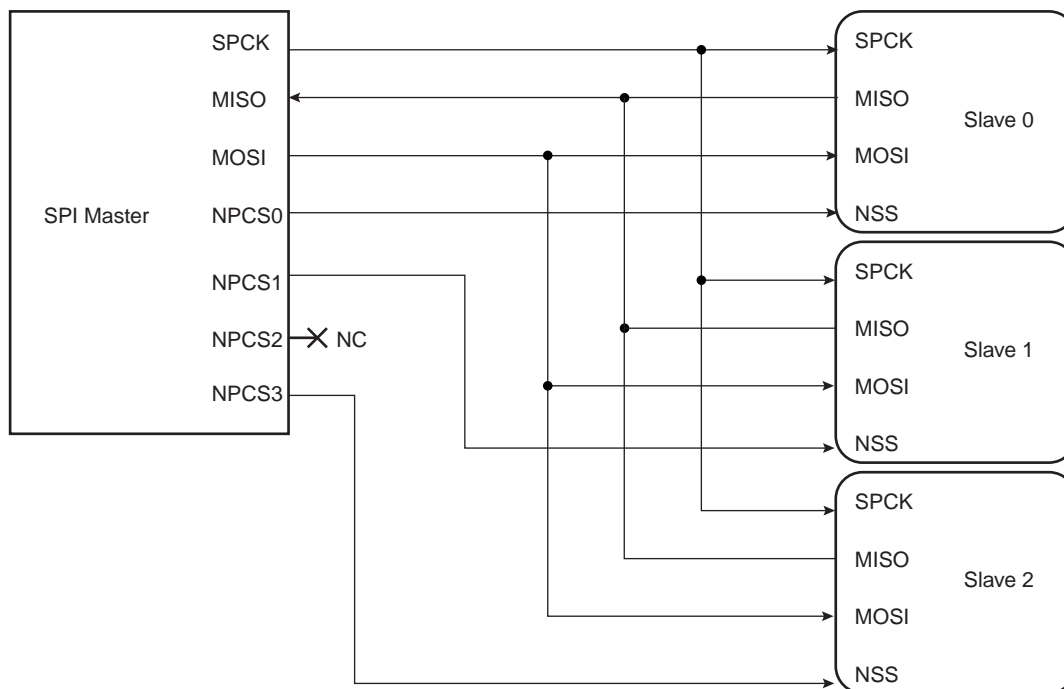 SPI Master
SPCK
MISO
MOSI
NPCS0
NPCS1
NPCS2
NC
NPCS3
SPCK
MISO
Slave 0
MOSI
NSS
SPCK
MISO
Slave 1
MOSI
NSS
SPCK
MISO
Slave 2
MOSI
NSS